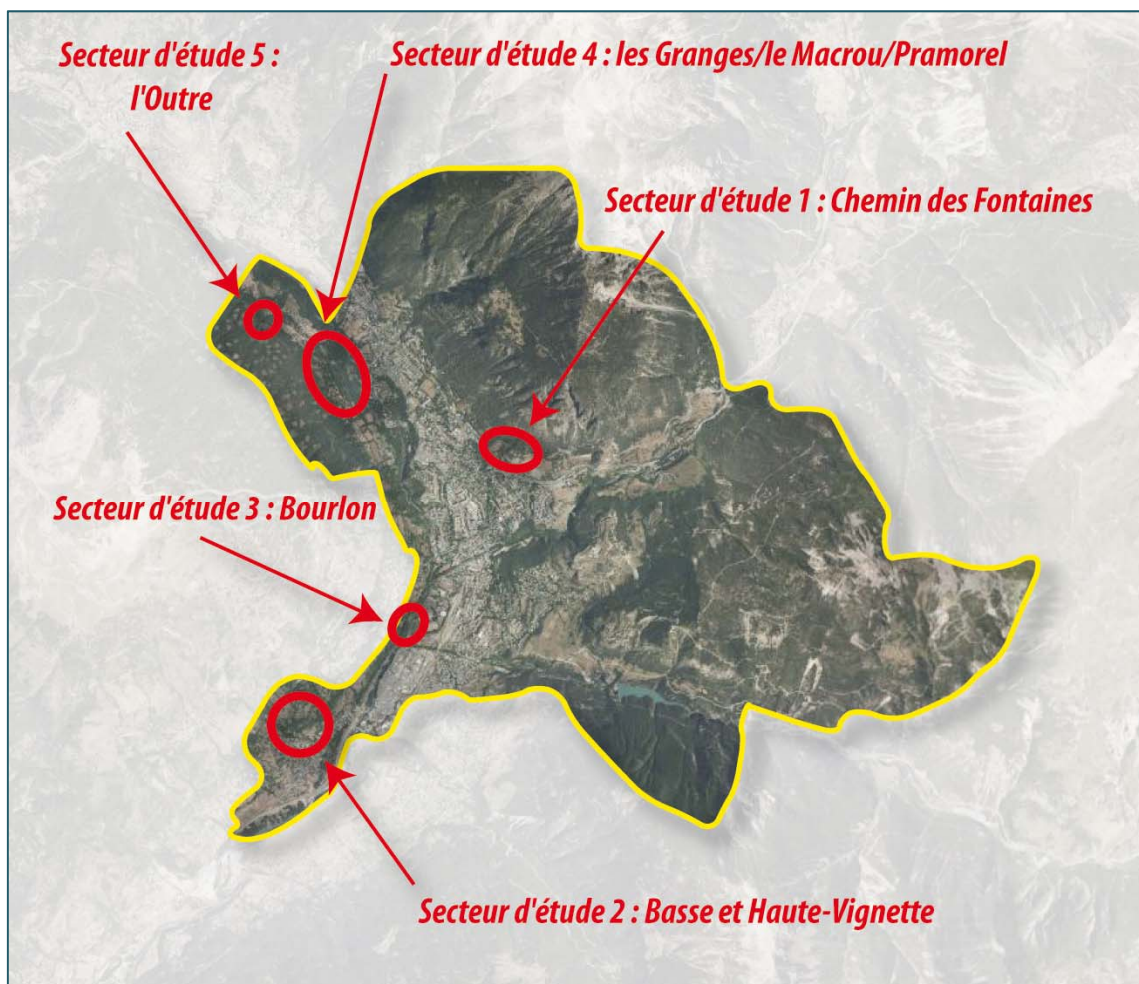 Secteur d'étude 5 :
l'Outre
Secteur d'étude 4 : les Granges/le Macrou/Pramorel
Secteur d'étude 1 : Chemin des Fontaines
Secteur d'étude 3 : Bourlon
Secteur d'étude 2 : Basse et Haute-Vignette